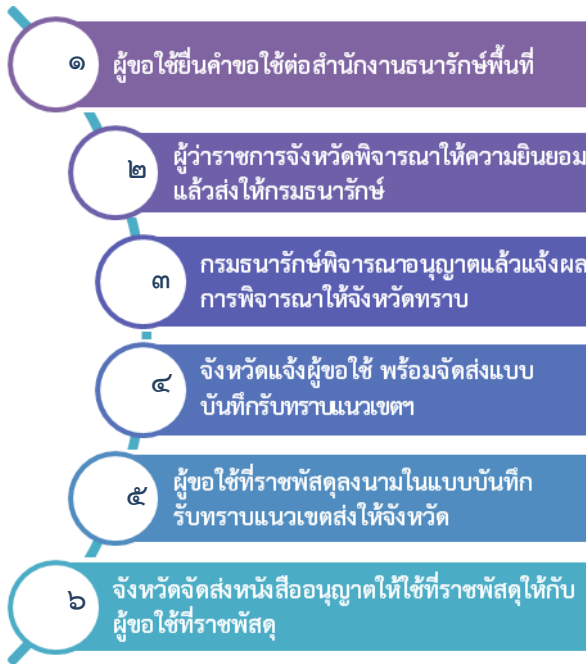 ๑
ผู้ขอใช้ยื่นคำขอใช้ต่อสำนักงานธนารักษ์พื้นที่
๒
ผู้ว่าราชการจังหวัดพิจารณาให้ความยินยอม
แล้วส่งให้กรมธนารักษ์
๓
กรมธนารักษ์พิจารณาอนุญาตแล้วแจ้งผล
การพิจารณาให้จังหวัดทราบ
๔
จังหวัดแจ้งผู้ขอใช้ พร้อมจัดส่งแบบ
บันทึกรับทราบแนวเขตฯ
๕
ผู้ขอใช้ที่ราชพัสดุลงนามในแบบบันทึก
รับทราบแนวเขตส่งให้จังหวัด
๖
จังหวัดจัดส่งหนังสืออนุญาตให้ใช้ที่ราชพัสดุให้กับ
ผู้ขอใช้ที่ราชพัสดุ